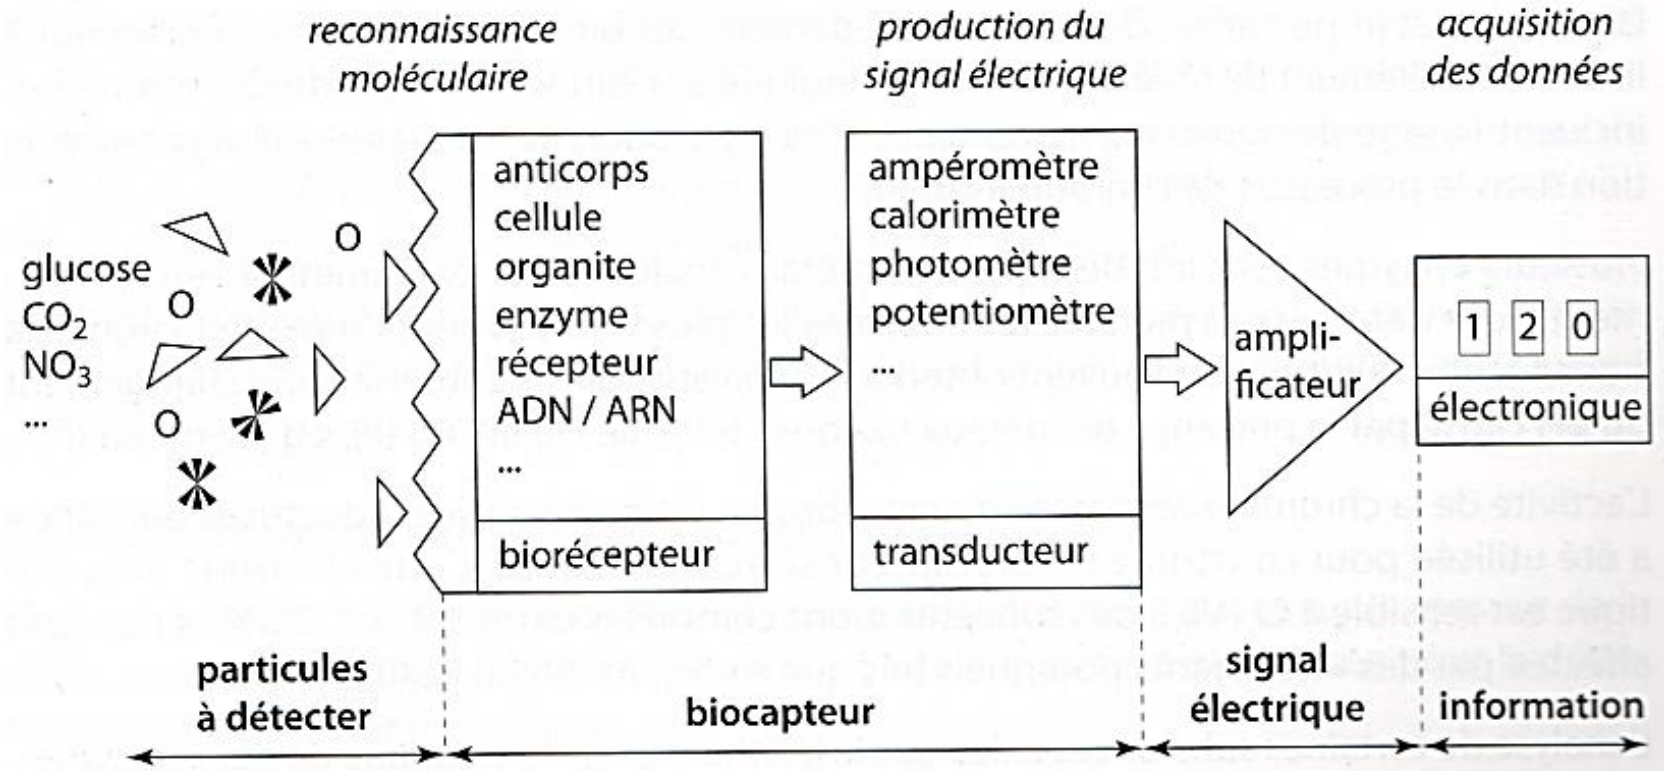 reconnaissance
moléculaire
production du
signal électrique
acquisition
des données
glucose
CO2
NO3
...
O
O
O
anticorps
cellule
organite
enzyme
récepteur
ADN / ARN
...
biorécepteur
ampéromètre
calorimètre
photomètre
potentiomètre
...
transducteur
ampli-
ficateur
1 2 0
électronique
particules
à détecter
biocapteur
signal
électrique
information